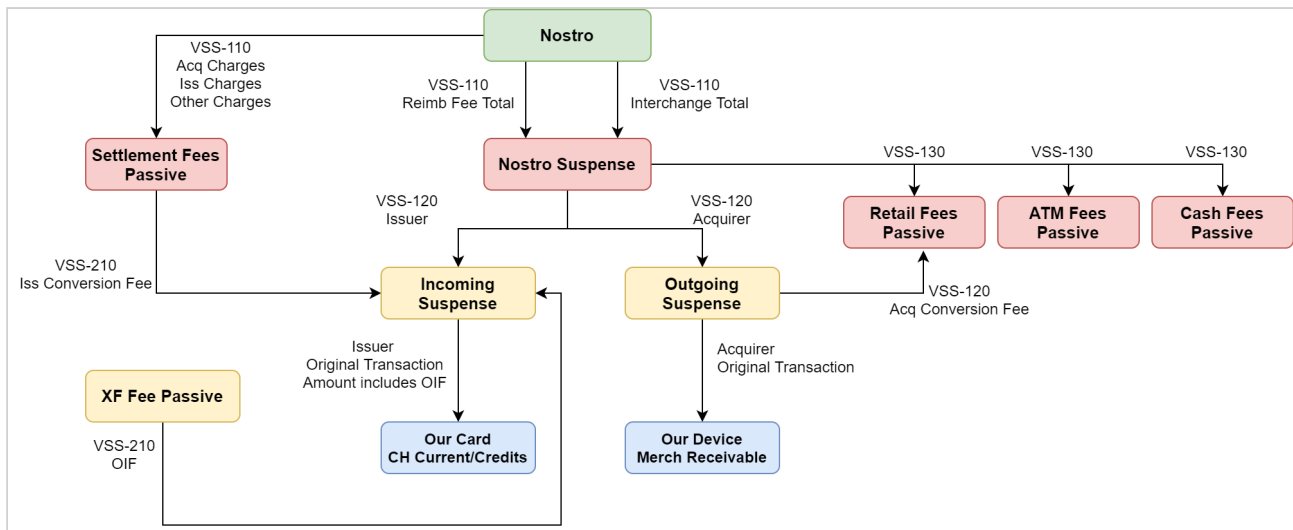 Nostro
VSS-110
Acq Charges
Iss Charges
Other Charges
VSS-110
Reimb Fee Total
VSS-110
Interchange Total
Settlement Fees
Passive
Nostro Suspense
VSS-130
VSS-130
VSS-130
VSS-120
Issuer
VSS-120
Acquirer
Retail Fees
Passive
ATM Fees
Passive
Cash Fees
Passive
VSS-210
Iss Conversion Fee
Incoming
Suspense
Outgoing
Suspense
VSS-120
Acq Conversion Fee
Issuer
Original Transaction
Amount includes OIF
Acquirer
Original Transaction
XF Fee Passive
VSS-210
OIF
Our Card
CH Current/Credits
Our Device
Merch Receivable